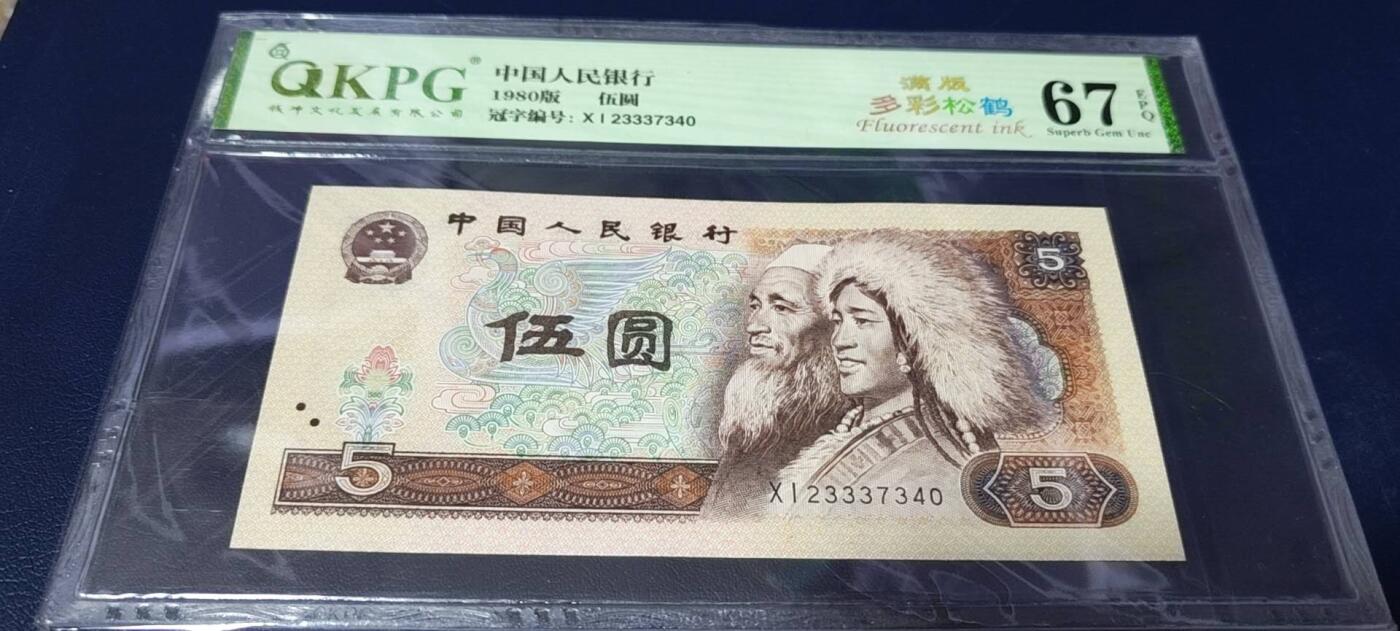 QKPG®
钱坤文化发展有限公司
中国人民银行
1980版 伍圆
冠字编号: XI23337340
满版
多彩松鹤
Fluorescent ink
67
EPQ
Superb Gem Unc
中国人民银行
5
伍圆
5
XI23337340
5